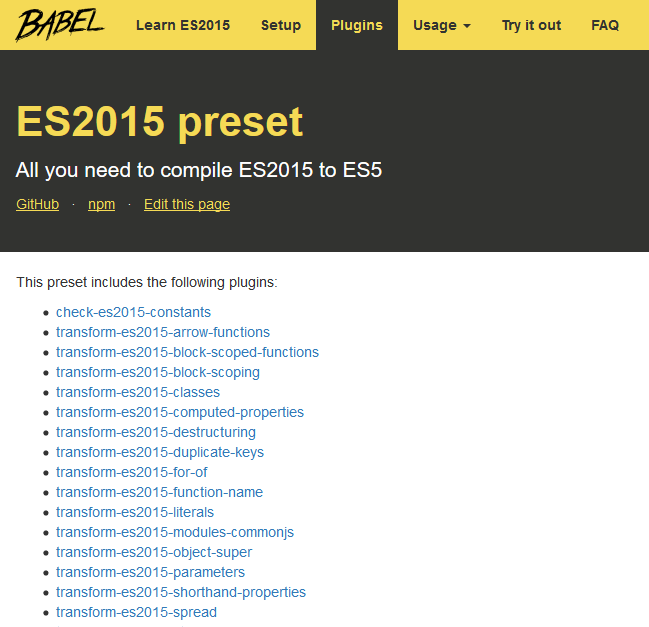 BABEL Learn ES2015 Setup Plugins Usage Try it out FAQ
ES2015 preset
All you need to compile ES2015 to ES5
GitHub · npm · Edit this page
This preset includes the following plugins:
check-es2015-constants
transform-es2015-arrow-functions
transform-es2015-block-scoped-functions
transform-es2015-block-scoping
transform-es2015-classes
transform-es2015-computed-properties
transform-es2015-destructuring
transform-es2015-duplicate-keys
transform-es2015-for-of
transform-es2015-function-name
transform-es2015-literals
transform-es2015-modules-commonjs
transform-es2015-object-super
transform-es2015-parameters
transform-es2015-shorthand-properties
transform-es2015-spread